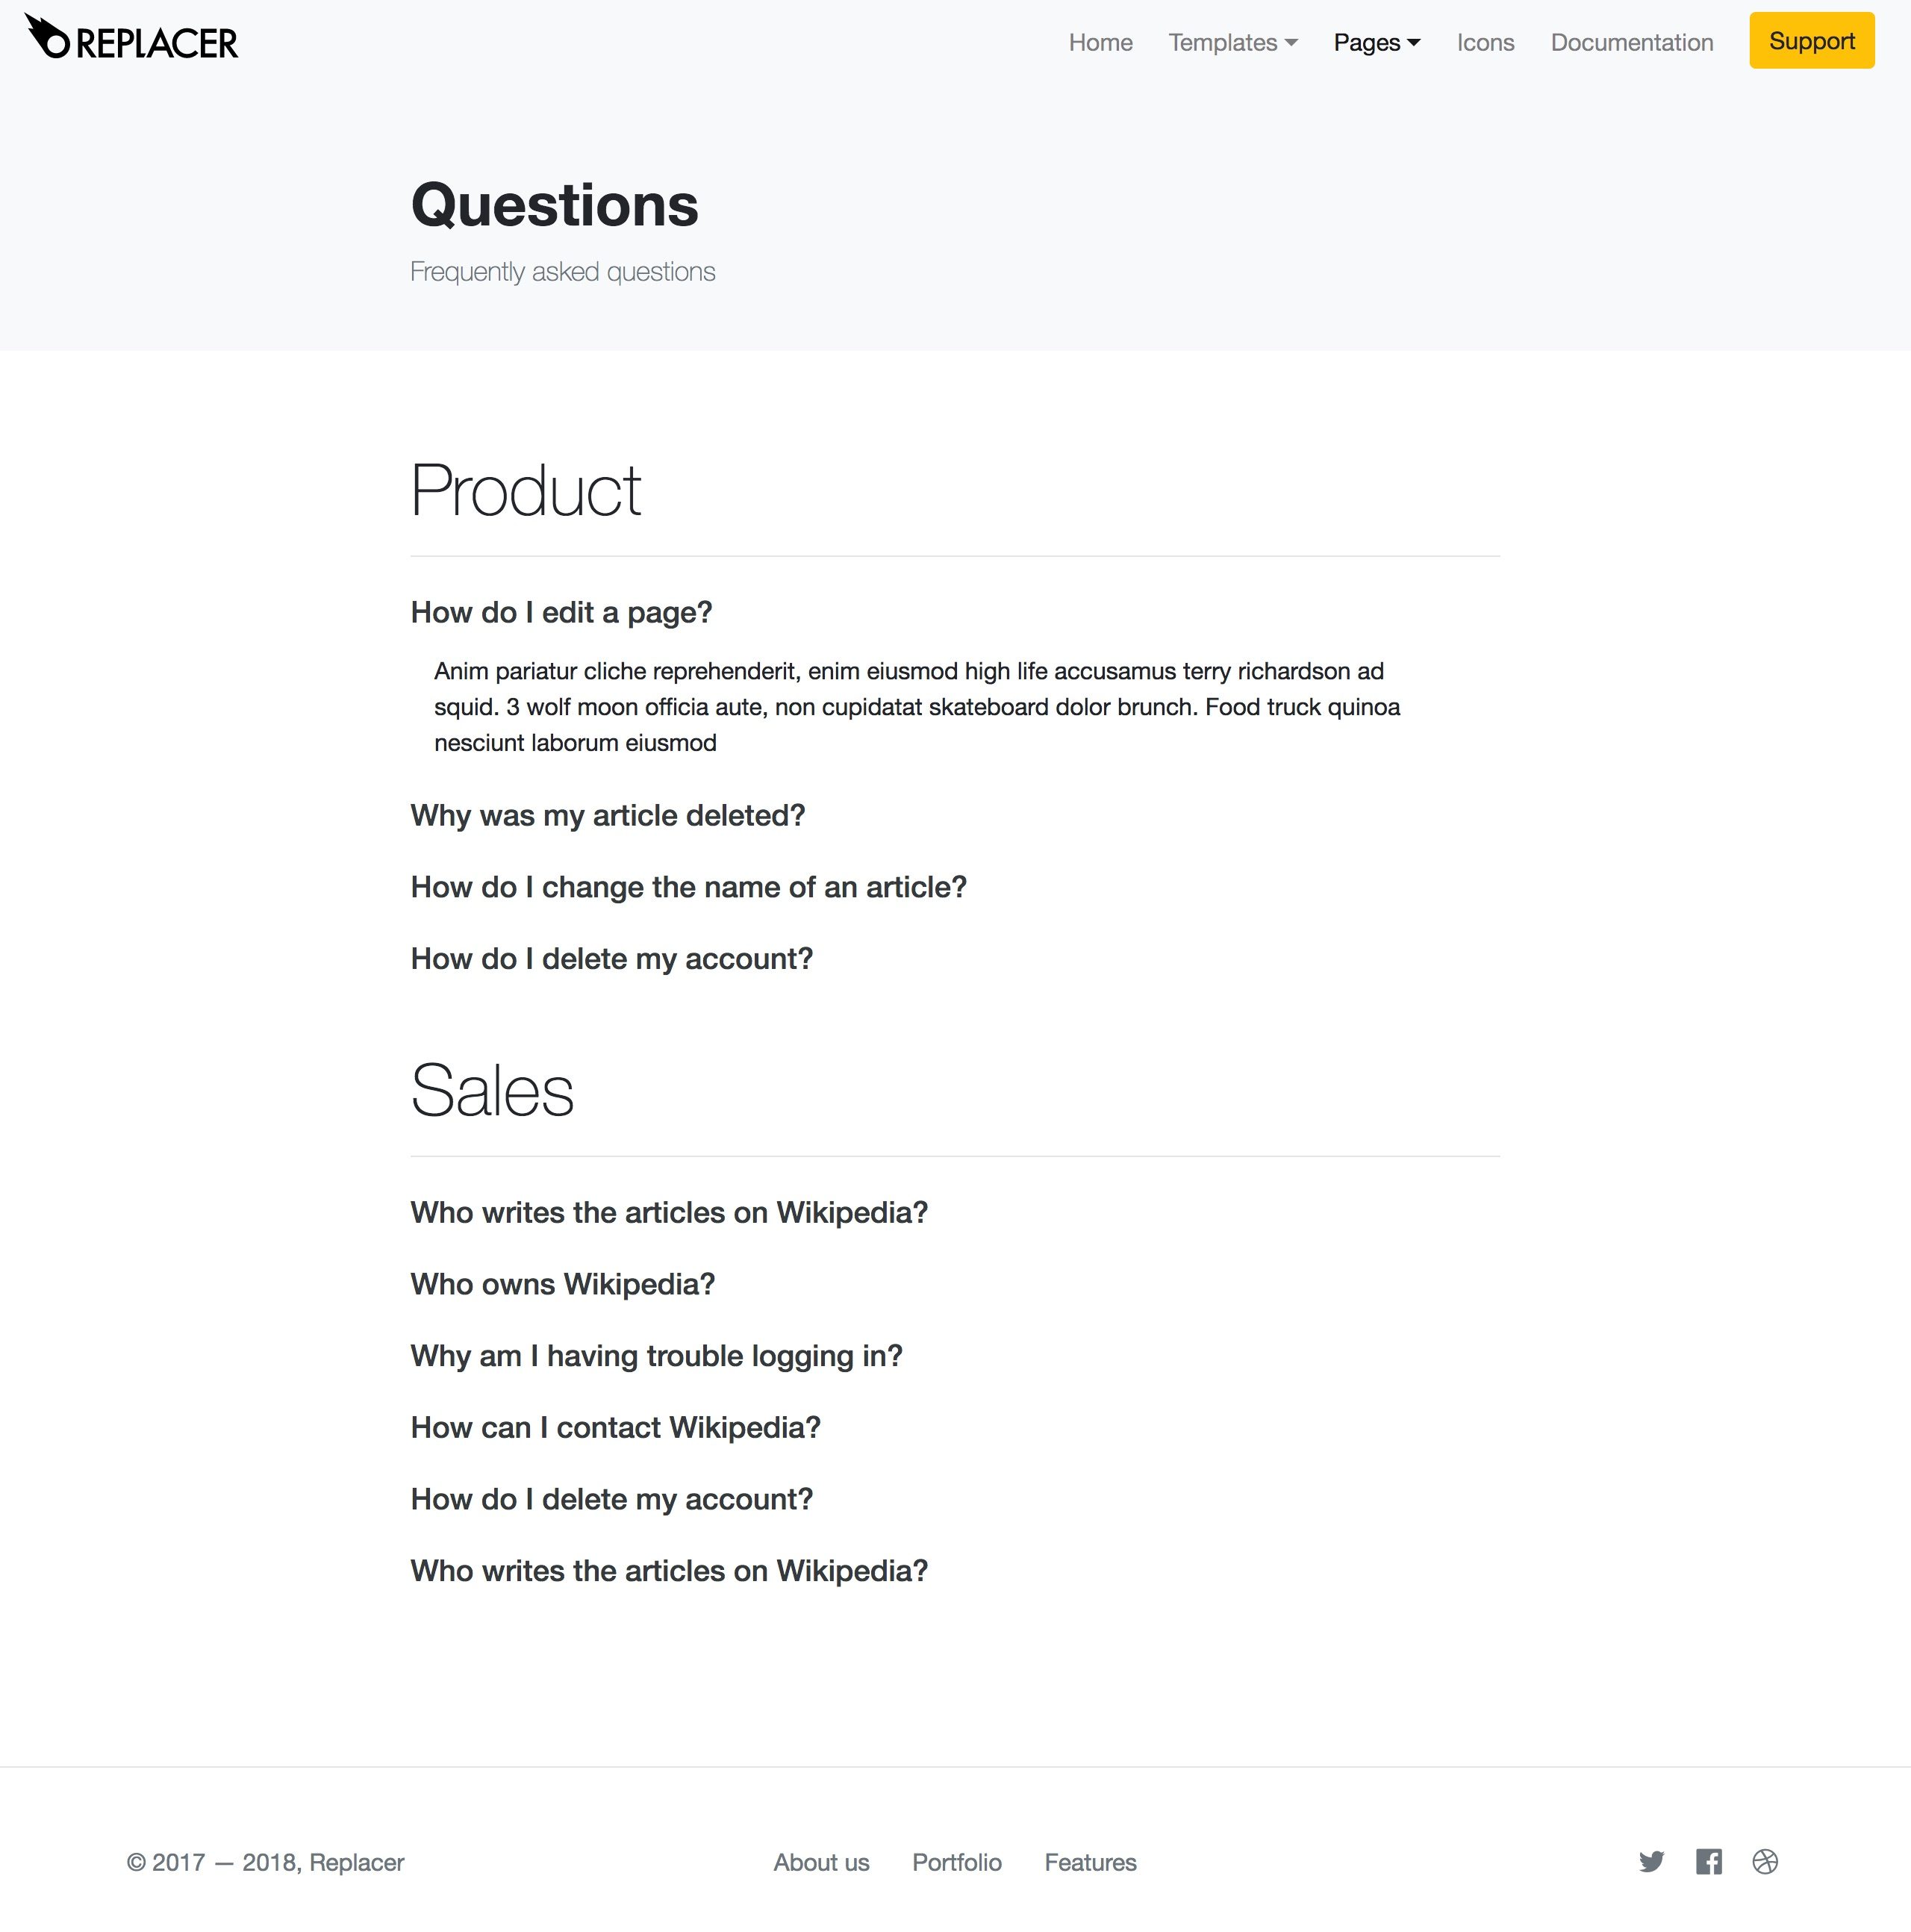 REPLACER
Home Templates Pages Icons Documentation Support
Questions
Frequently asked questions
Product
How do I edit a page?
Anim pariatur cliche reprehenderit, enim eiusmod high life accusamus terry richardson ad
squid. 3 wolf moon officia aute, non cupidatat skateboard dolor brunch. Food truck quinoa
nesciunt laborum eiusmod
Why was my article deleted?
How do I change the name of an article?
How do I delete my account?
Sales
Who writes the articles on Wikipedia?
Who owns Wikipedia?
Why am I having trouble logging in?
How can I contact Wikipedia?
How do I delete my account?
Who writes the articles on Wikipedia?
© 2017 — 2018, Replacer
About us Portfolio Features